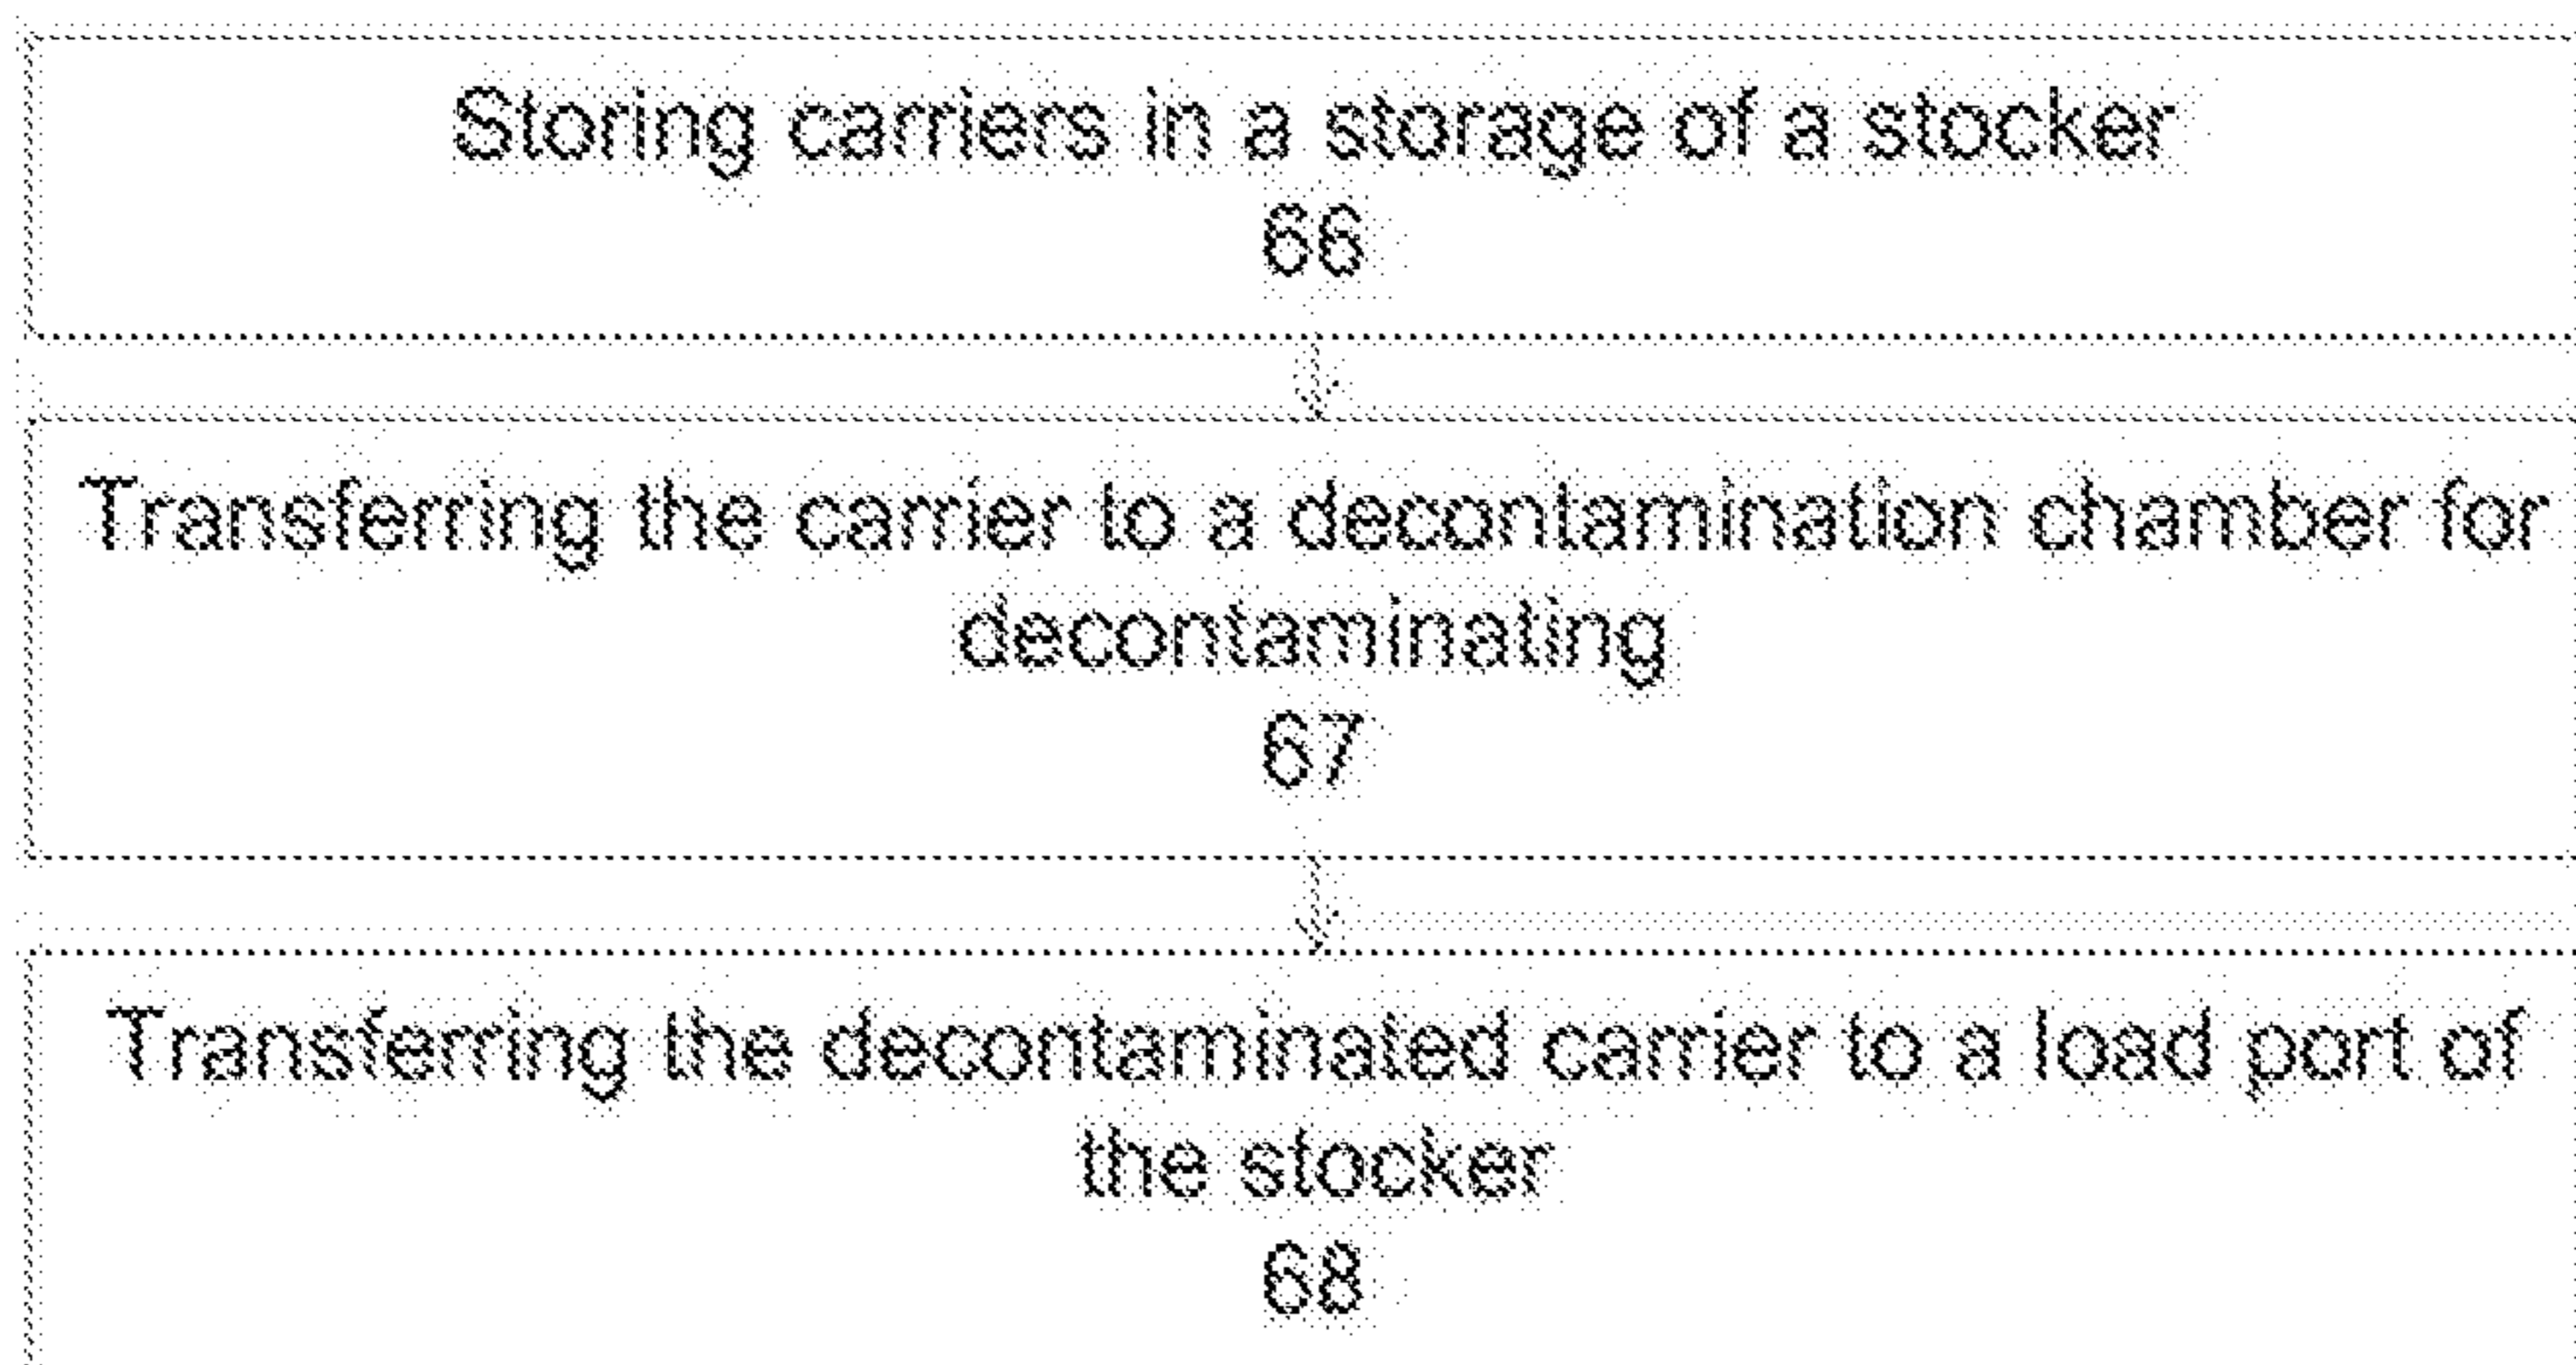 Storing carriers in a storage of a stocker
66
Transferring the carrier to a decontamination chamber for
decontaminating
67
Transferring the decontaminated carrier to a load port of
the stocker
68